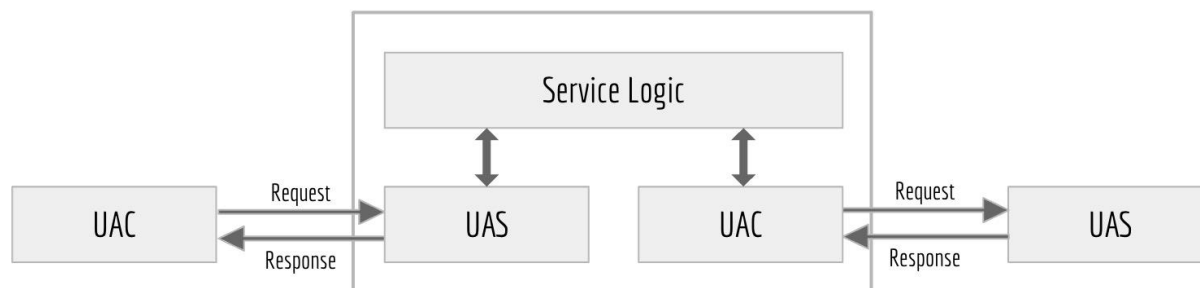 Service Logic
Request
Request
UAC
UAS
UAC
UAS
Response
Response